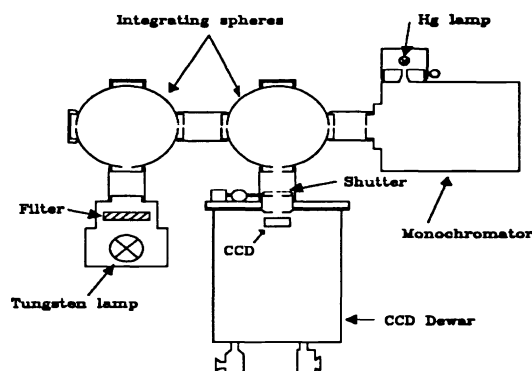 Integrating spheres
Hg lamp
Shutter
Filter
Monochromator
CCD
Tungsten lamp
CCD Dewar